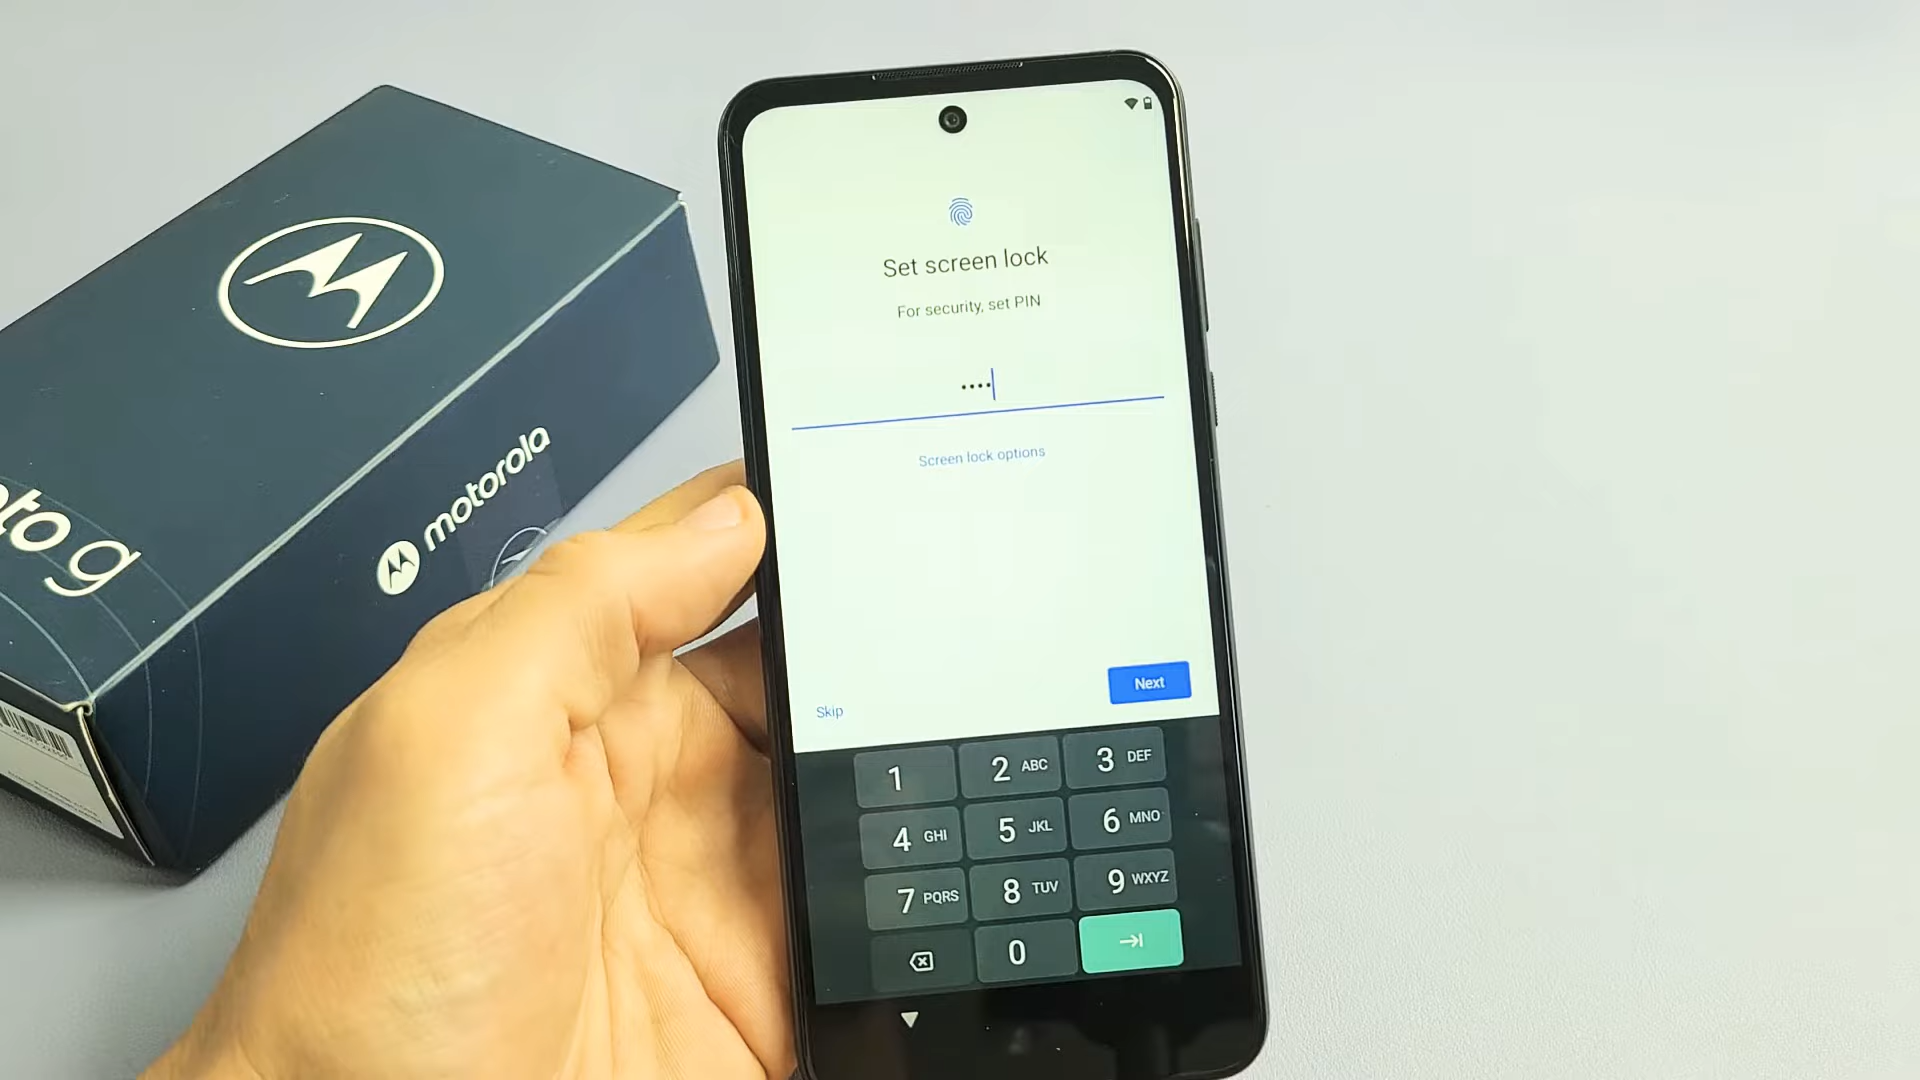 Set screen lock
For security, set PIN
••••
Screen lock options
Skip
Next
1
2 ABC
3 DEF
4 GHI
5 JKL
6 MNO
7 PQRS
8 TUV
9 WXYZ
0
motorola
to g